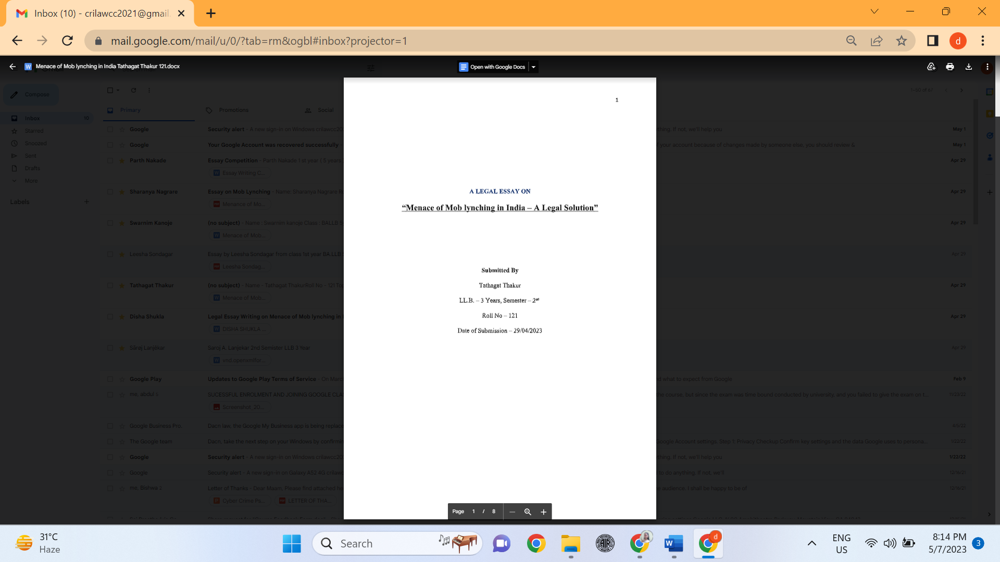 Inbox (10) - crilawcc2021@gmail.
mail.google.com/mail/u/0/?tab=rm&ogbl#inbox?projector=1
d
Menace of Mob lynching in India Tathagat Thakur 121.docx
Open with Google Docs
Compose
1-50 of 67
Primary
Promotions
Social
Inbox 10
Starred
Snoozed
Sent
Drafts
More
Labels
Google Security alert - A new sign-in on Windows crilawcc20 thing. If not, we'll help you May 1
Google Your Google Account was recovered successfully - f your account because of changes made by someone else, you should review & May 1
Parth Nakade Essay Competition - Parth Nakade 1 st year ( 5 years Apr 29
Essay Writing C...
Sharanya Nagrare Essay on Mob Lynching - Name: Sharanya Nagrare Apr 29
Menance of Mo...
Swarnim Kanoje (no subject) - Name : Swarnim kanoje Class : BALLB Apr 29
Menace of Mob...
Leesha Sondagar Essay by Leesha Sondagar from class 1st year BA.LLB Apr 29
Leesha Sondag...
Tathagat Thakur (no subject) - Name - Tathagat ThakurRoll No - 121 Apr 29
Menace of Mob...
Disha Shukla Legal Essay Writing on Menace of Mob lynching in Apr 29
DISHA SHUKLA ...
Sāroj Lanjēkar Saroj A. Lanjekar 2nd Semister LLB 3 Year Apr 29
vnd.openxmlfor...
Google Play Updates to Google Play Terms of Service - On Marc d what to expect from Google Feb 9
me, abdul 5 SUCESSFUL ENROLMENT AND JOINING GOOGLE CLA he course, but since the exam was time bound conducted by university, and you failed to give the exam on t... 11/23/22
Screenshot_20...
Google Business Pro. Dacn law, the Google My Business app is being replace 4/5/22
The Google team Dacn, take the next step on your Windows by confirmin Google Account settings. Step 1: Privacy Checkup Confirm key settings and the data Google uses to persona... 1/22/22
Google Security alert - A new sign-in on Windows crilawcc20 thing. If not, we'll help you 1/22/22
Google Security alert - A new sign-in on Galaxy A52 4G crilawc to do anything. If not, we'll 12/16/21
me, Bishwa 2 Letter of Thanks - Dear Maam, Please find attached he e audience. I shall be happy to be of 12/10/21
Cyber Crime Ps... LETTER OF THA...
1
A LEGAL ESSAY ON
“Menace of Mob lynching in India – A Legal Solution”
Submitted By
Tathagat Thakur
LL.B. – 3 Years, Semester – 2nd
Roll No – 121
Date of Submission – 29/04/2023
Page 1 / 8
31°C
Haze
Search
AIR
W
d
ENG
US
8:14 PM
5/7/2023
3